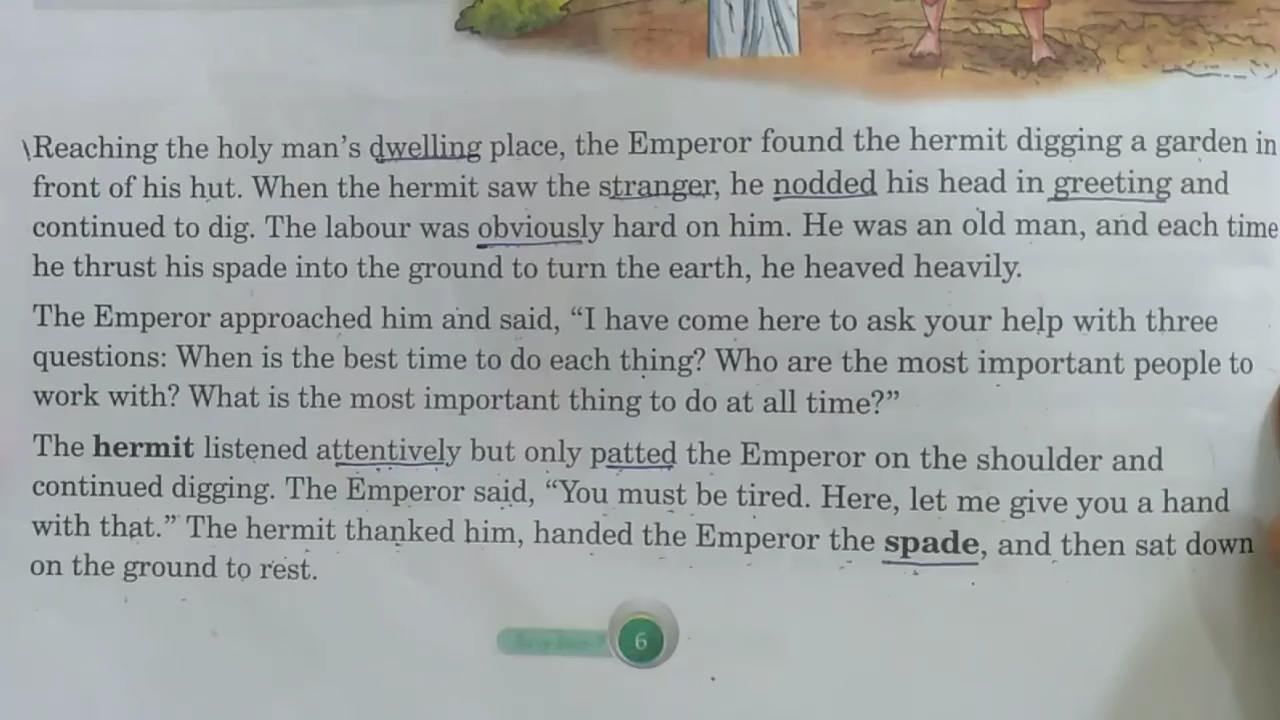 Reaching the holy man's dwelling place, the Emperor found the hermit digging a garden in
front of his hut. When the hermit saw the stranger, he nodded his head in greeting and
continued to dig. The labour was obviously hard on him. He was an old man, and each time
he thrust his spade into the ground to turn the earth, he heaved heavily.
The Emperor approached him and said, “I have come here to ask your help with three
questions: When is the best time to do each thing? Who are the most important people to
work with? What is the most important thing to do at all time?”
The hermit listened attentively but only patted the Emperor on the shoulder and
continued digging. The Emperor said, “You must be tired. Here, let me give you a hand
with that.” The hermit thanked him, handed the Emperor the spade, and then sat down
on the ground to rest.
6